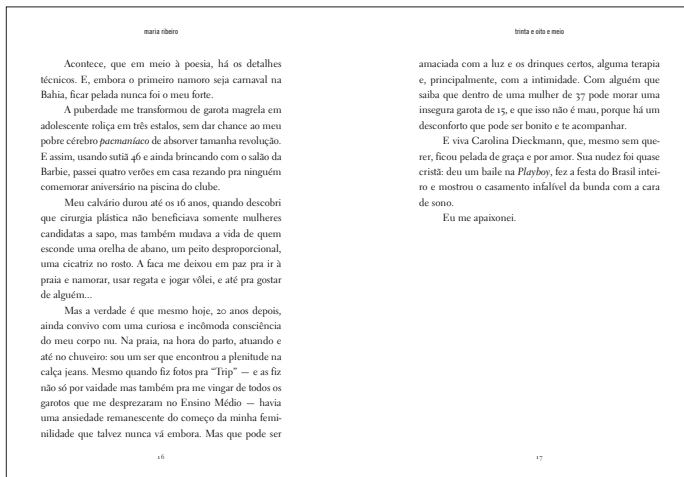 maria ribeiro
Acontece, que em meio à poesia, há os detalhes
técnicos. E, embora o primeiro namoro seja carnaval na
Bahia, ficar pelada nunca foi o meu forte.
A puberdade me transformou de garota magrela em
adolescente roliça em três estalos, sem dar chance ao meu
pobre cérebro pacmaníaco de absorver tamanha revolução.
E assim, usando sutiã 46 e ainda brincando com o salão da
Barbie, passei quatro verões em casa rezando pra ninguém
comemorar aniversário na piscina do clube.
Meu calvário durou até os 16 anos, quando descobri
que cirurgia plástica não beneficiava somente mulheres
candidatas a sapo, mas também mudava a vida de quem
esconde uma orelha de abano, um peito desproporcional,
uma cicatriz no rosto. A faca me deixou em paz pra ir à
praia e namorar, usar regata e jogar vôlei, e até pra gostar
de alguém...
Mas a verdade é que mesmo hoje, 20 anos depois,
ainda convivo com uma curiosa e incômoda consciência
do meu corpo nu. Na praia, na hora do parto, atuando e
até no chuveiro: sou um ser que encontrou a plenitude na
calça jeans. Mesmo quando fiz fotos pra “Trip” — e as fiz
não só por vaidade mas também pra me vingar de todos os
garotos que me desprezaram no Ensino Médio — havia
uma ansiedade remanescente do começo da minha femi-
nilidade que talvez nunca vá embora. Mas que pode ser
16
trinta e oito e meio
amaciada com a luz e os drinques certos, alguma terapia
e, principalmente, com a intimidade. Com alguém que
saiba que dentro de uma mulher de 37 pode morar uma
insegura garota de 15, e que isso não é mau, porque há um
desconforto que pode ser bonito e te acompanhar.
E viva Carolina Dieckmann, que, mesmo sem que-
rer, ficou pelada de graça e por amor. Sua nudez foi quase
cristã: deu um baile na Playboy, fez a festa do Brasil intei-
ro e mostrou o casamento infalível da bunda com a cara
de sono.
Eu me apaixonei.
17